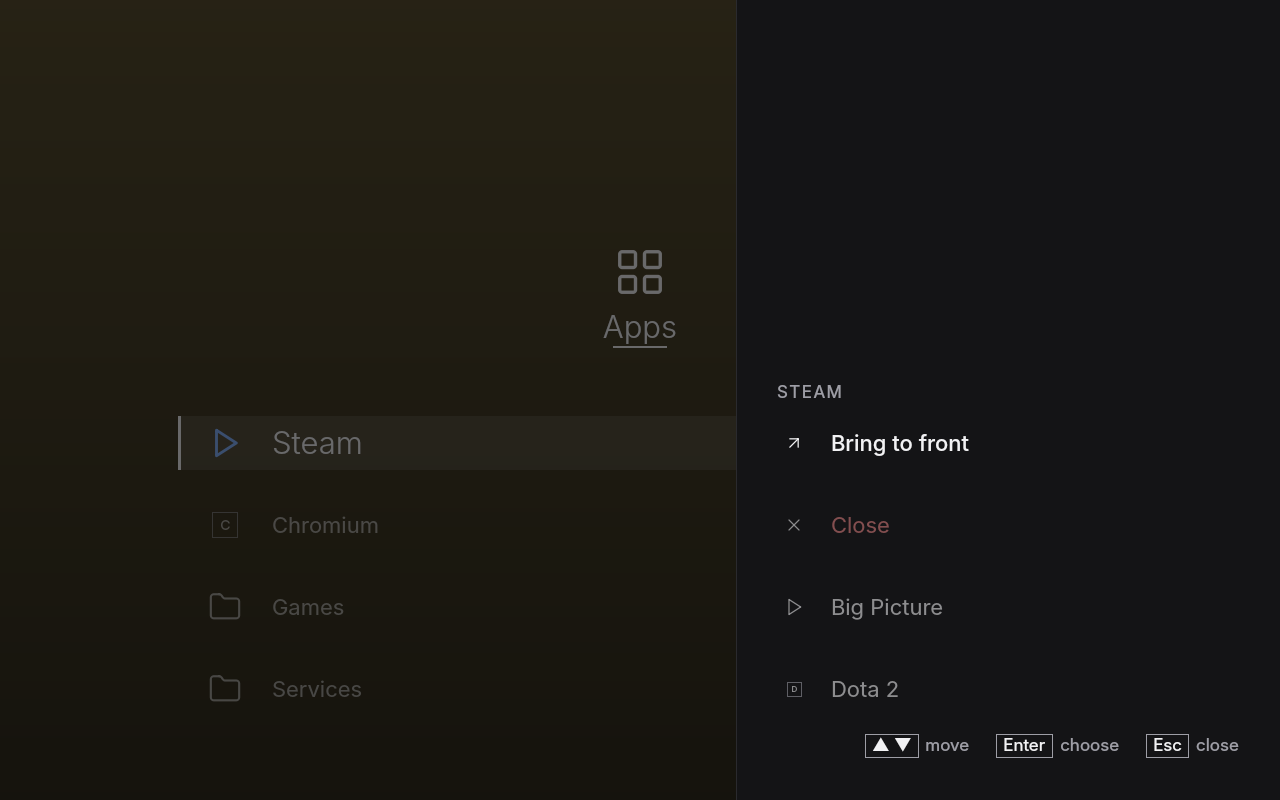 Apps
Steam
C Chromium
Games
Services
STEAM
Bring to front
Close
Big Picture
D Dota 2
▲▼ move Enter choose Esc close